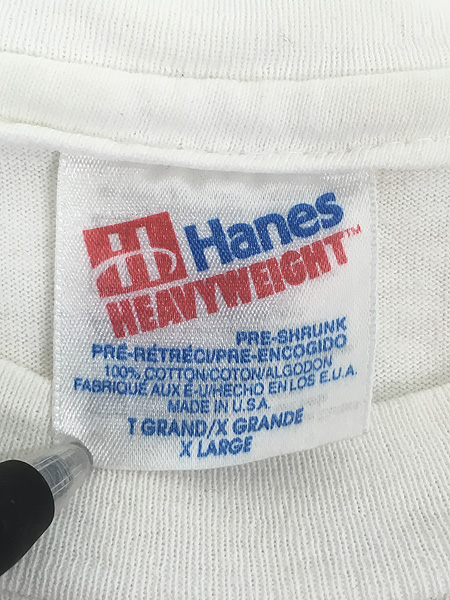 Hanes
HEAVYWEIGHT™
PRE-SHRUNK
PRÉ-RÉTRÉCI/PRE-ENCOGIDO
100% COTTON/COTON/ALGODON
FABRIQUÉ AUX É-U/HECHO EN LOS E.U.A.
MADE IN U.S.A.
T GRAND/X GRANDE
X LARGE